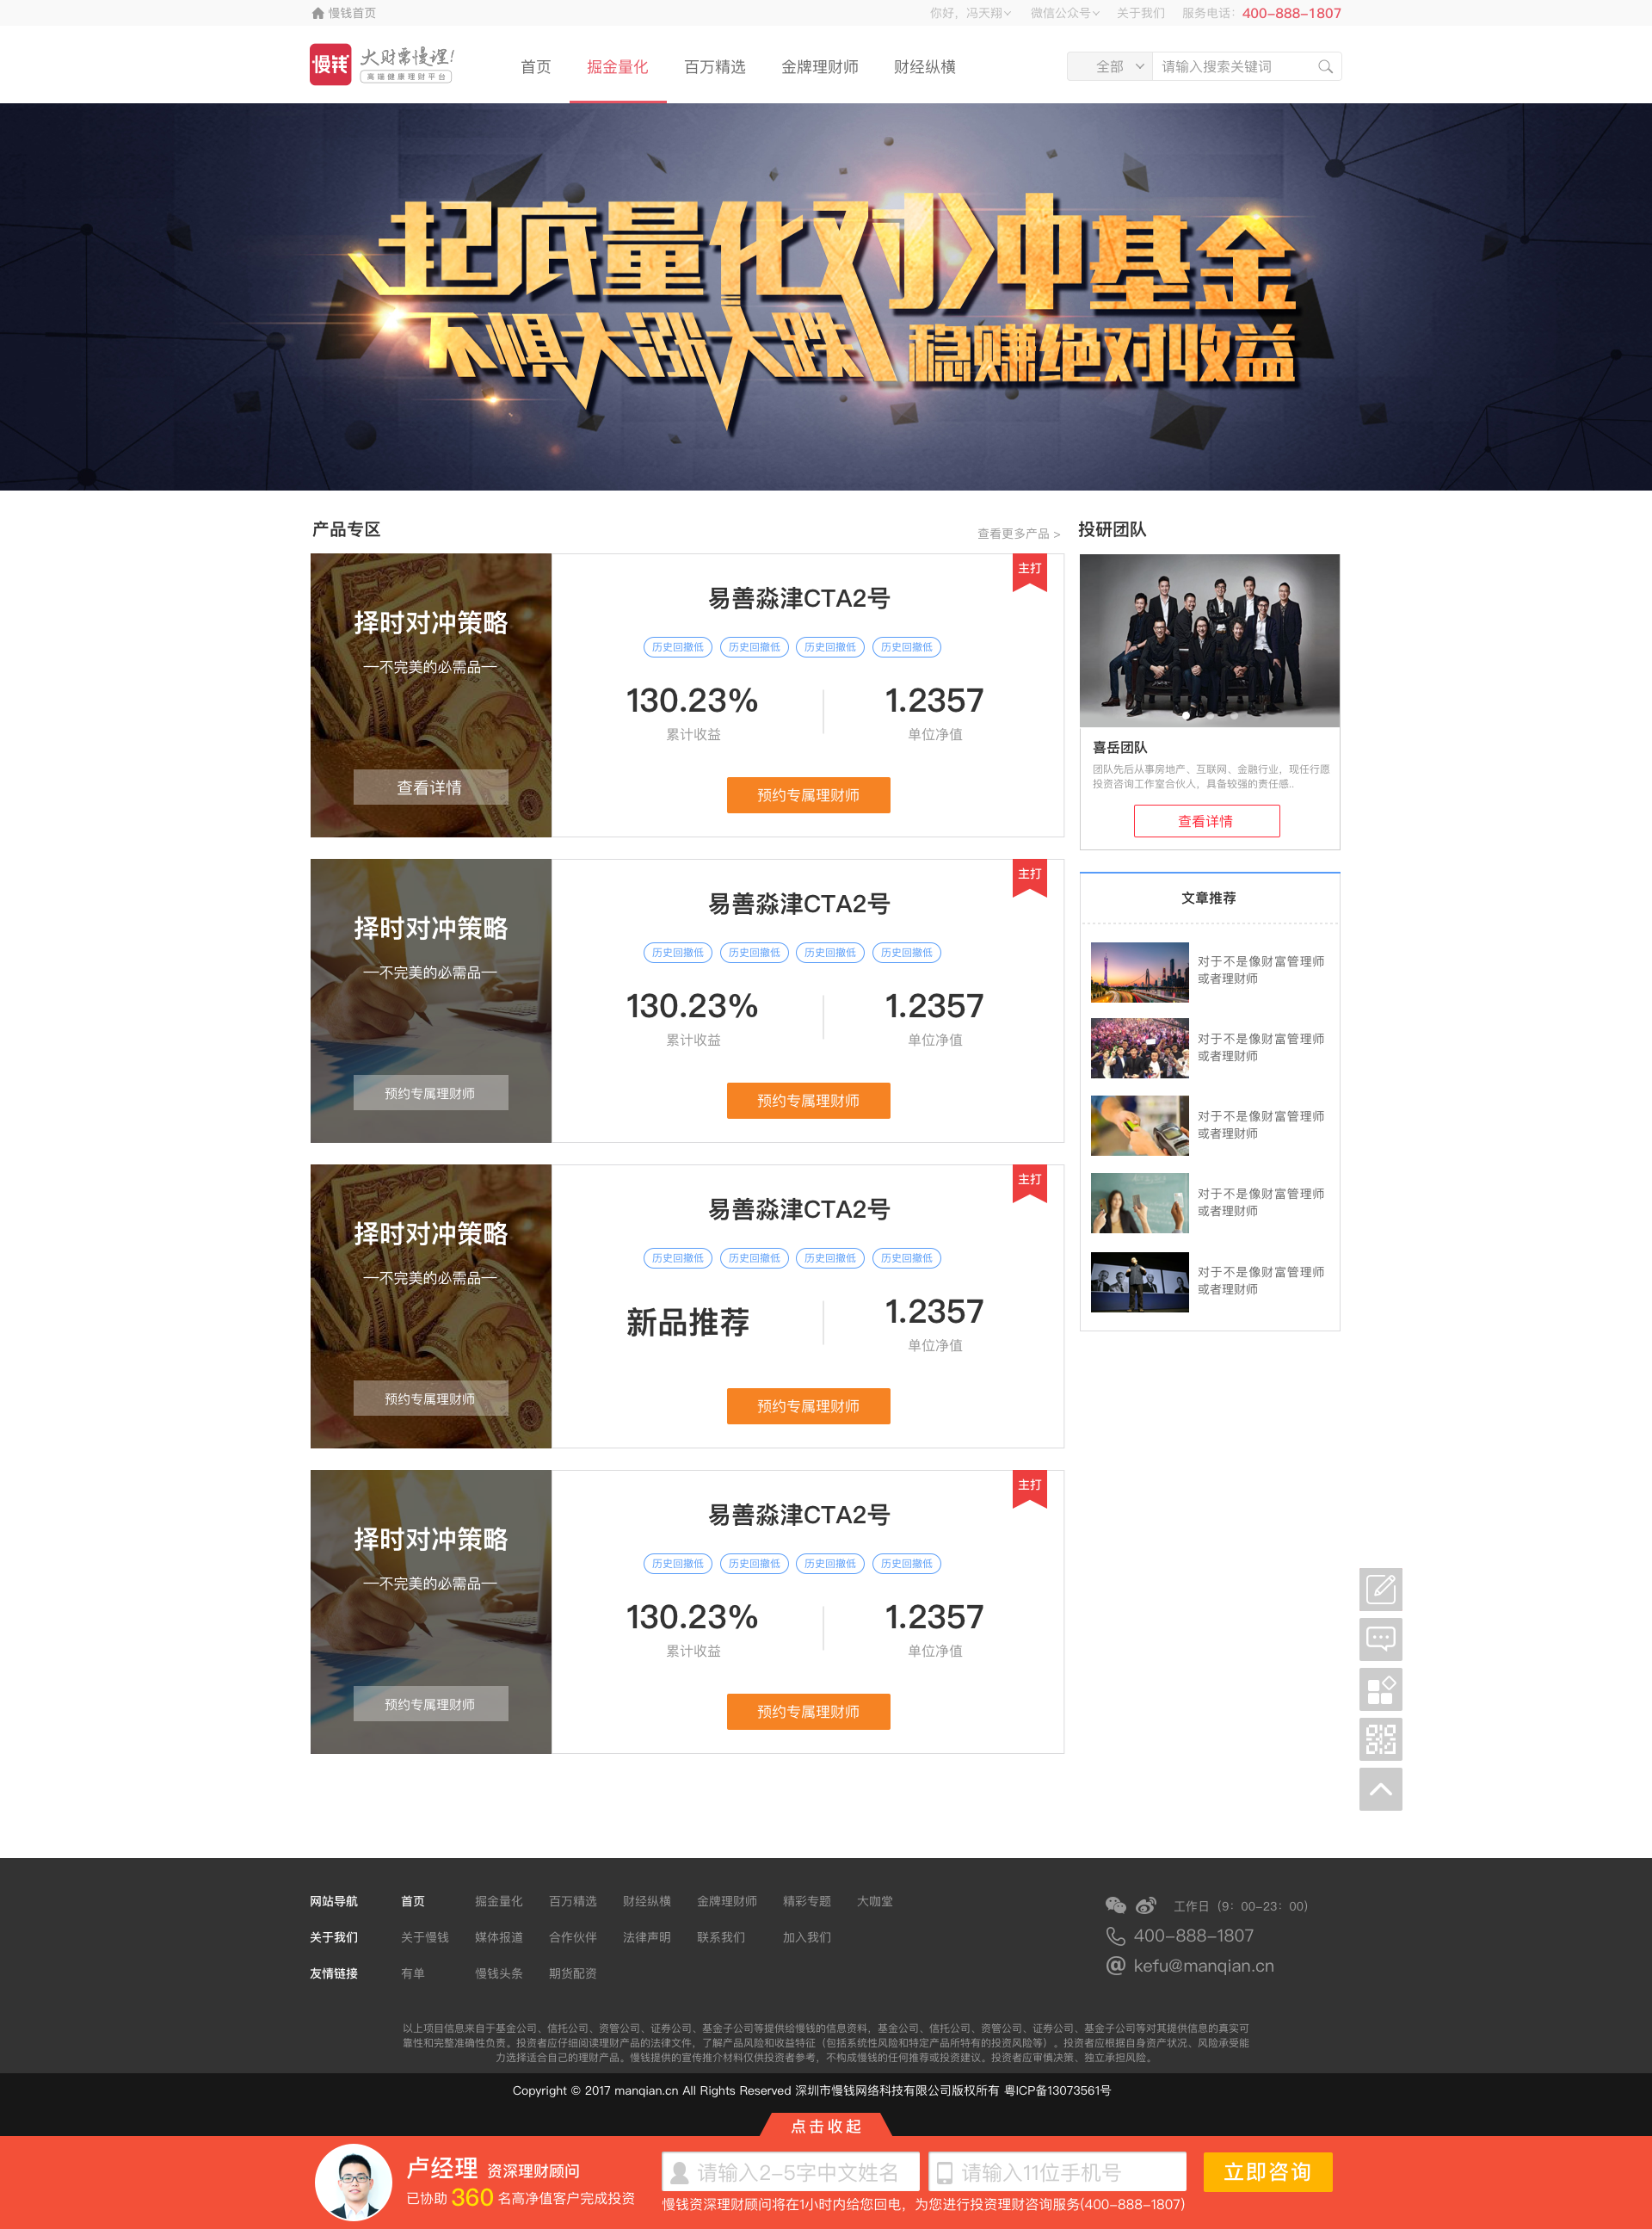 慢钱首页
你好，冯天翔 微信公众号 关于我们 服务电话：400-888-1807
慢钱 大财需慢理！
高端健康理财平台
首页 掘金量化 百万精选 金牌理财师 财经纵横
全部 请输入搜索关键词
起底量化对冲基金
不惧大涨大跌 稳赚绝对收益
产品专区
查看更多产品 >
择时对冲策略
—不完美的必需品—
查看详情
主打
易善淼津CTA2号
历史回撤低 历史回撤低 历史回撤低 历史回撤低
130.23% 1.2357
累计收益 单位净值
预约专属理财师
择时对冲策略
—不完美的必需品—
预约专属理财师
主打
易善淼津CTA2号
历史回撤低 历史回撤低 历史回撤低 历史回撤低
130.23% 1.2357
累计收益 单位净值
预约专属理财师
择时对冲策略
—不完美的必需品—
预约专属理财师
主打
易善淼津CTA2号
历史回撤低 历史回撤低 历史回撤低 历史回撤低
新品推荐 1.2357
单位净值
预约专属理财师
择时对冲策略
—不完美的必需品—
预约专属理财师
主打
易善淼津CTA2号
历史回撤低 历史回撤低 历史回撤低 历史回撤低
130.23% 1.2357
累计收益 单位净值
预约专属理财师
投研团队
喜岳团队
团队先后从事房地产、互联网、金融行业，现任行愿
投资咨询工作室合伙人，具备较强的责任感..
查看详情
文章推荐
对于不是像财富管理师
或者理财师
对于不是像财富管理师
或者理财师
对于不是像财富管理师
或者理财师
对于不是像财富管理师
或者理财师
对于不是像财富管理师
或者理财师
网站导航 首页 掘金量化 百万精选 财经纵横 金牌理财师 精彩专题 大咖堂
关于我们 关于慢钱 媒体报道 合作伙伴 法律声明 联系我们 加入我们
友情链接 有单 慢钱头条 期货配资
工作日（9：00-23：00）
400-888-1807
kefu@manqian.cn
以上项目信息来自于基金公司、信托公司、资管公司、证券公司、基金子公司等提供给慢钱的信息资料，基金公司、信托公司、资管公司、证券公司、基金子公司等对其提供信息的真实可
靠性和完整准确性负责。投资者应仔细阅读理财产品的法律文件，了解产品风险和收益特征（包括系统性风险和特定产品所特有的投资风险等）。投资者应根据自身资产状况、风险承受能
力选择适合自己的理财产品。慢钱提供的宣传推介材料仅供投资者参考，不构成慢钱的任何推荐或投资建议。投资者应审慎决策、独立承担风险。
Copyright © 2017 manqian.cn All Rights Reserved 深圳市慢钱网络科技有限公司版权所有 粤ICP备13073561号
点击收起
卢经理 资深理财顾问
已协助 360 名高净值客户完成投资
请输入2-5字中文姓名 请输入11位手机号 立即咨询
慢钱资深理财顾问将在1小时内给您回电，为您进行投资理财咨询服务(400-888-1807)